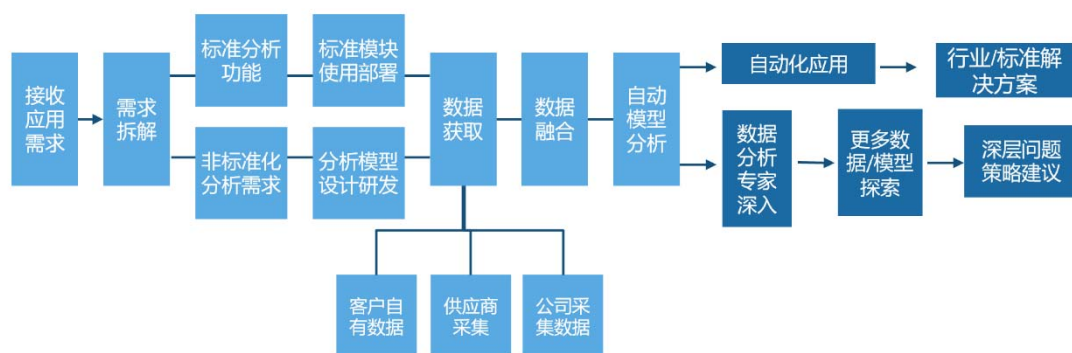 接收
应用
需求
需求
拆解
标准分析
功能
标准模块
使用部署
非标准化
分析需求
分析模型
设计研发
数据
获取
客户自
有数据
供应商
采集
公司采
集数据
数据
融合
自动
模型
分析
自动化应用
行业/标准解
决方案
数据
分析
专家
深入
更多数
据/模型
探索
深层问题
策略建议